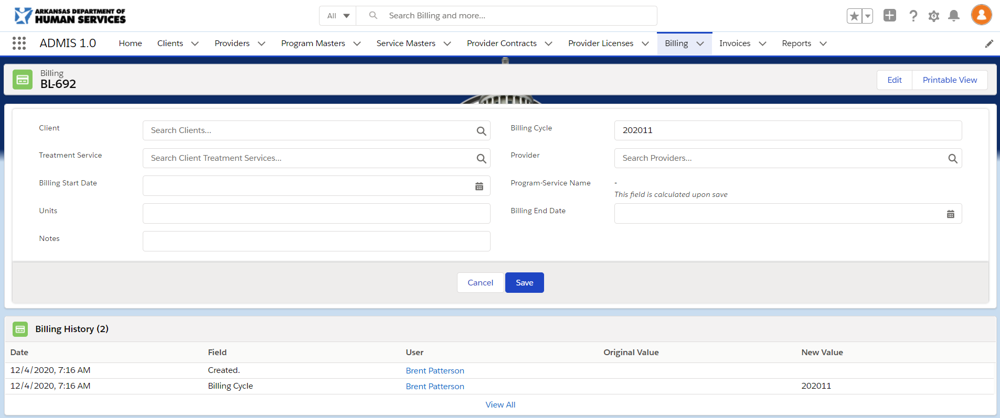 ARKANSAS DEPARTMENT OF
HUMAN SERVICES
All
Search Billing and more...
ADMIS 1.0
Home
Clients
Providers
Program Masters
Service Masters
Provider Contracts
Provider Licenses
Billing
Invoices
Reports
Billing
BL-692
Edit
Printable View
Client
Search Clients...
Billing Cycle
202011
Treatment Service
Search Client Treatment Services...
Provider
Search Providers...
Billing Start Date
Program-Service Name
-
This field is calculated upon save
Units
Billing End Date
Notes
Cancel
Save
Billing History (2)
Date Field User Original Value New Value
12/4/2020, 7:16 AM Created. Brent Patterson
12/4/2020, 7:16 AM Billing Cycle Brent Patterson 202011
View All